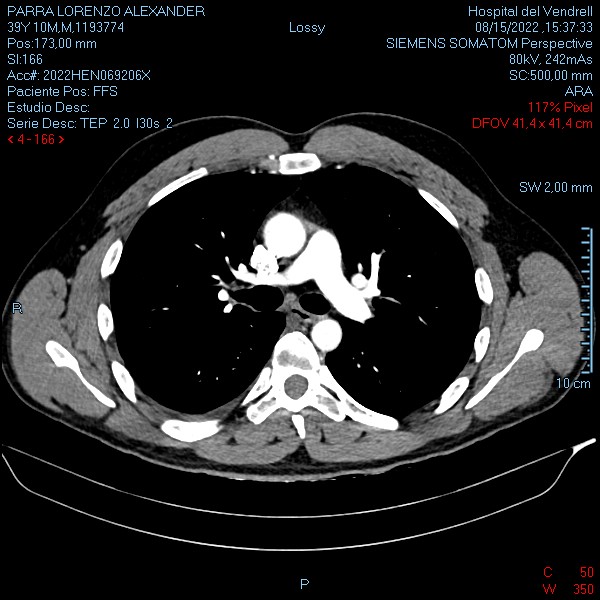 PARRA LORENZO ALEXANDER
39Y 10M,M,1193774
Pos:173,00 mm
SI:166
Acc#: 2022HEN069206X
Paciente Pos: FFS
Estudio Desc:
Serie Desc: TEP 2.0 I30s 2
< 4 - 166 >
Lossy
Hospital del Vendrell
08/15/2022 ,15:37:33
SIEMENS SOMATOM Perspective
80kV, 242mAs
SC:500,00 mm
ARA
117% Pixel
DFOV 41,4 x 41,4 cm
SW 2,00 mm
R
10 cm
P
C 50
W 350